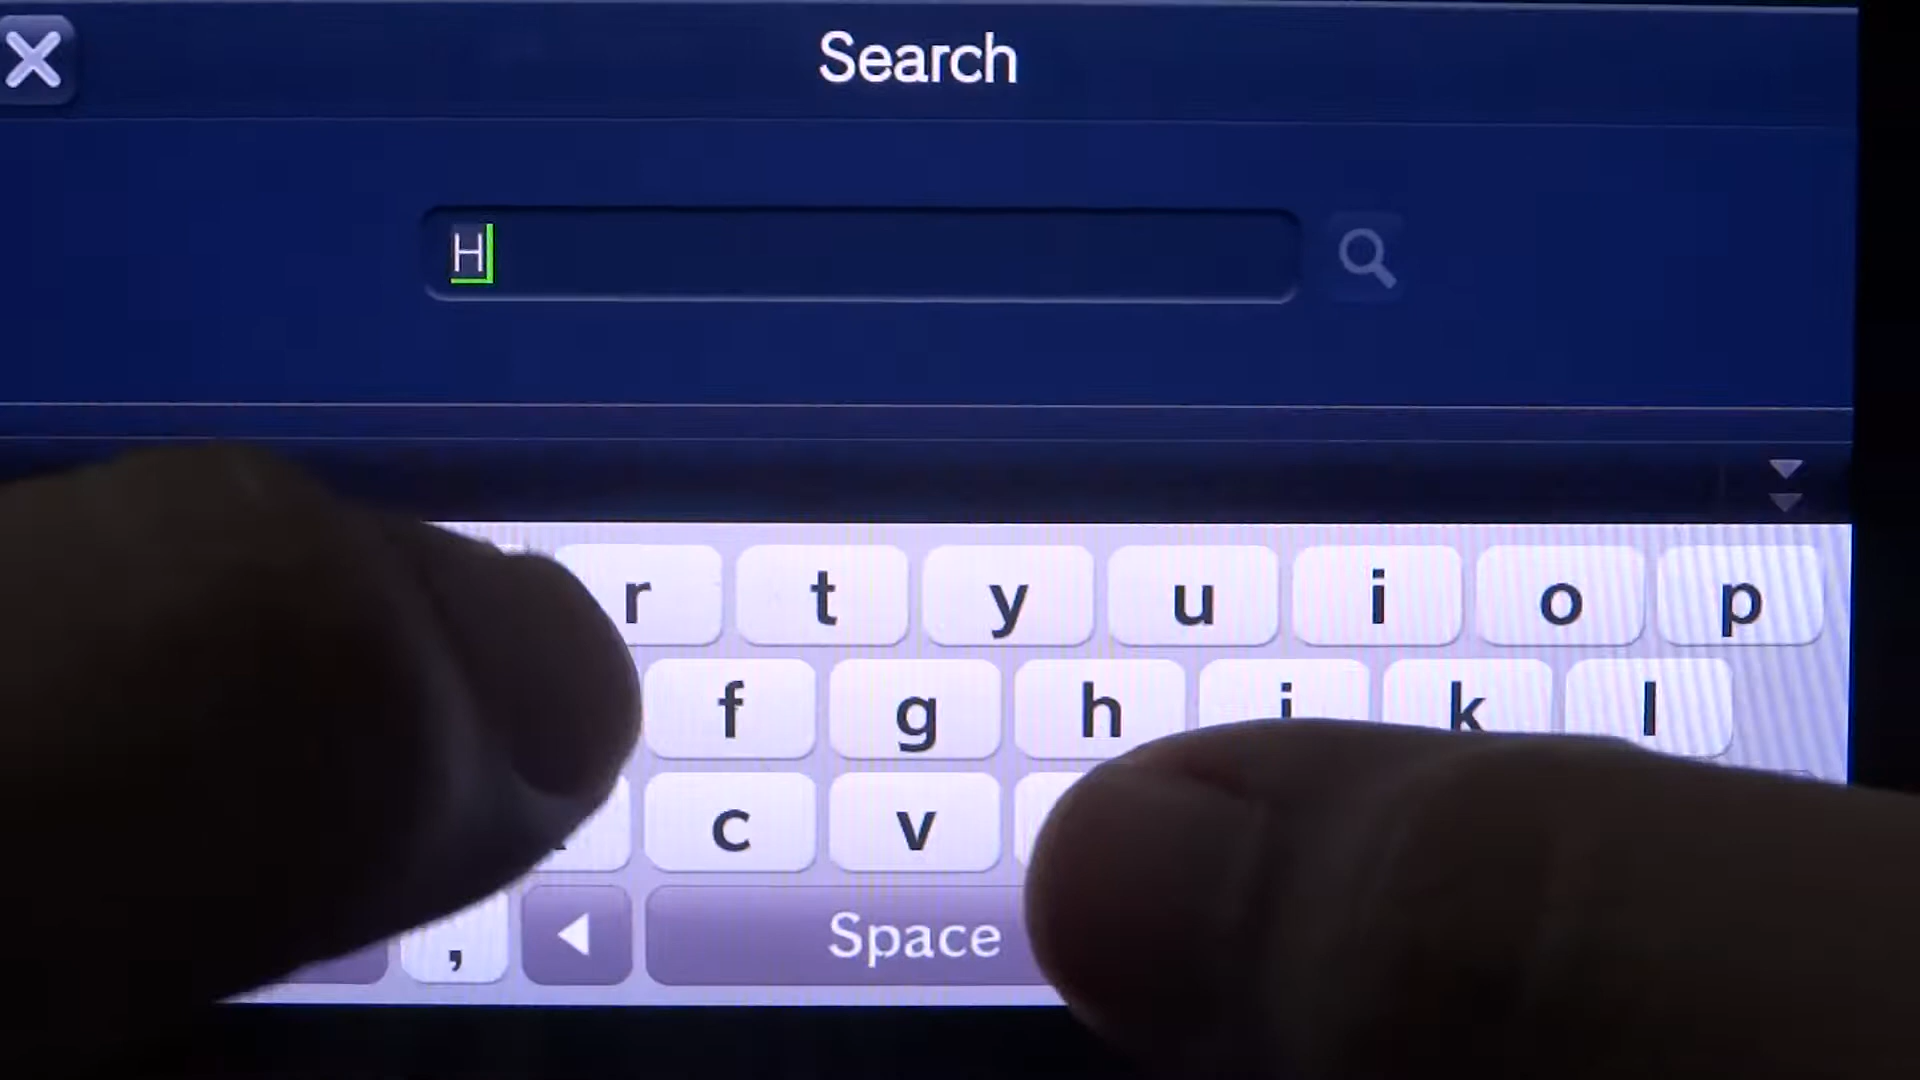 Search
H
r t y u i o p
f g h j k l
c v
, Space